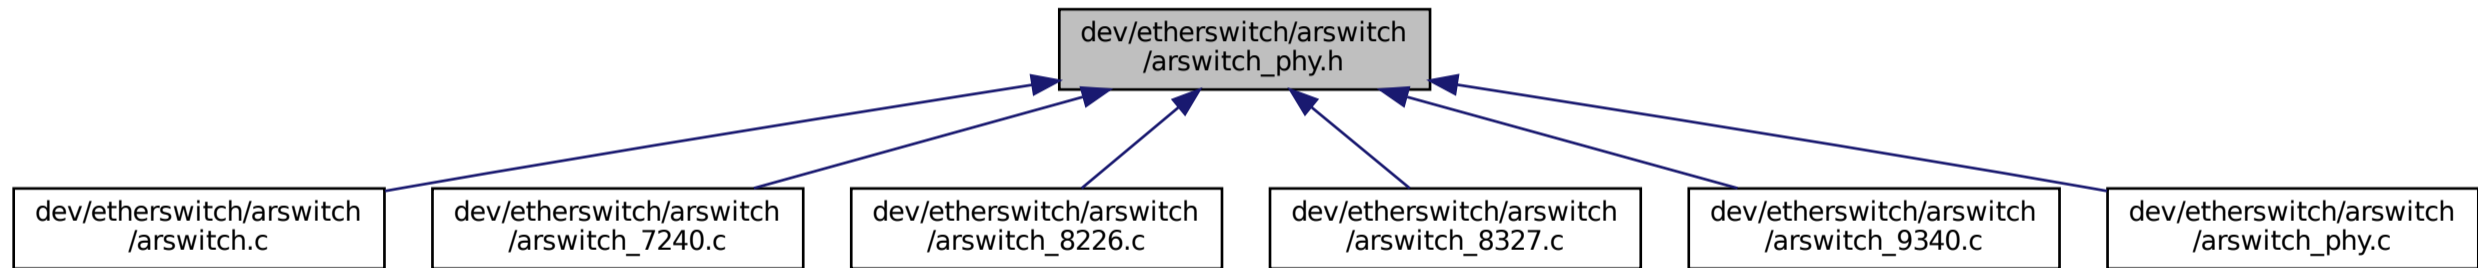 dev/etherswitch/arswitch
/arswitch_phy.h
dev/etherswitch/arswitch
/arswitch.c
dev/etherswitch/arswitch
/arswitch_7240.c
dev/etherswitch/arswitch
/arswitch_8226.c
dev/etherswitch/arswitch
/arswitch_8327.c
dev/etherswitch/arswitch
/arswitch_9340.c
dev/etherswitch/arswitch
/arswitch_phy.c